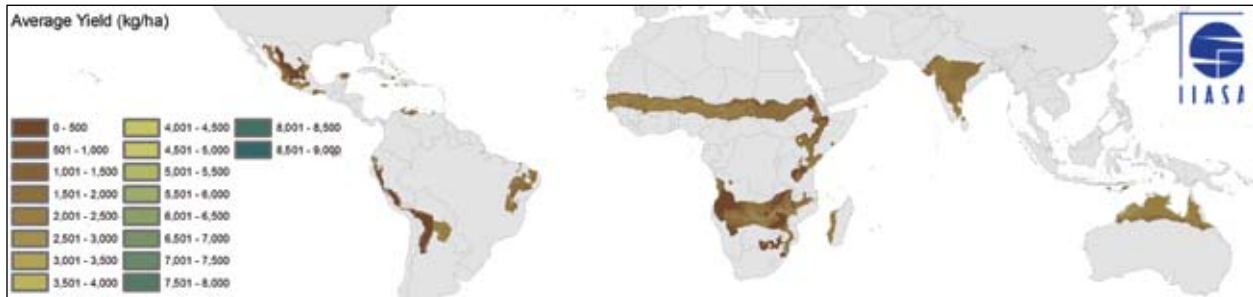 Average Yield (kg/ha)
0 - 500
501 - 1,000
1,001 - 1,500
1,501 - 2,000
2,001 - 2,500
2,501 - 3,000
3,001 - 3,500
3,501 - 4,000
4,001 - 4,500
4,501 - 5,000
5,001 - 5,500
5,501 - 6,000
6,001 - 6,500
6,501 - 7,000
7,001 - 7,500
7,501 - 8,000
8,001 - 8,500
8,501 - 9,000
IIASA